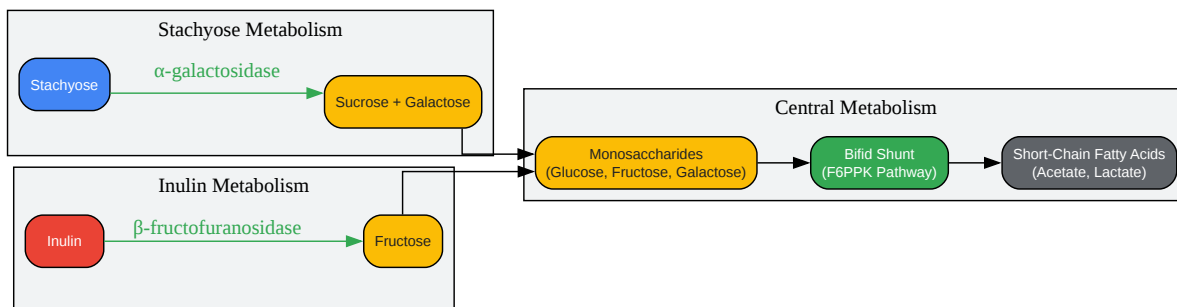 Stachyose Metabolism
α-galactosidase
Stachyose
Sucrose + Galactose
Inulin Metabolism
β-fructofuranosidase
Inulin
Fructose
Central Metabolism
Monosaccharides
(Glucose, Fructose, Galactose)
Bifid Shunt
(F6PPK Pathway)
Short-Chain Fatty Acids
(Acetate, Lactate)